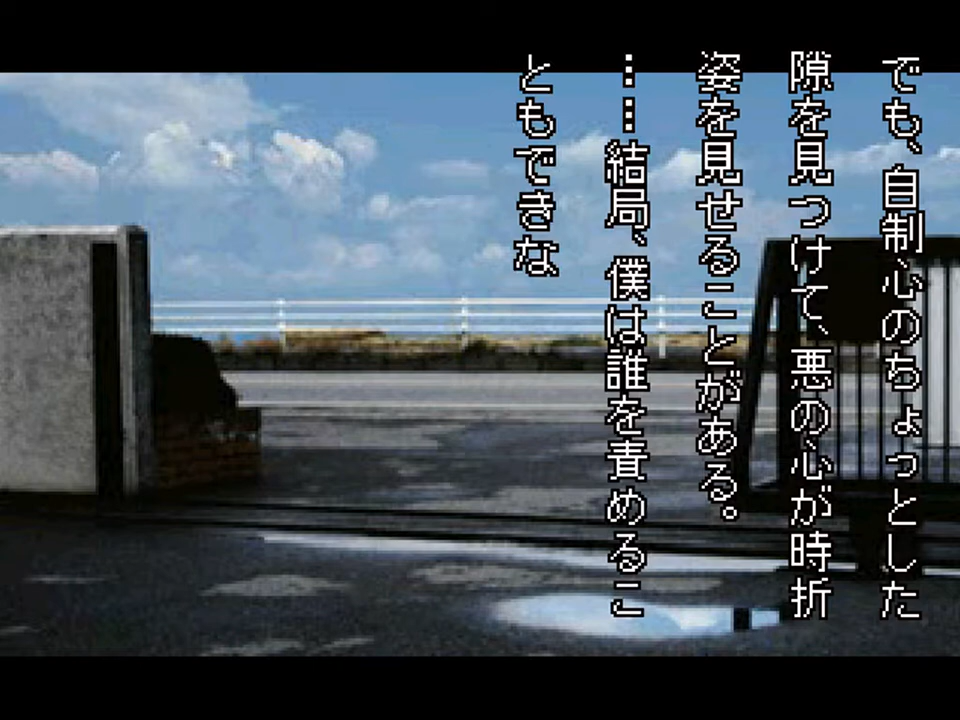 でも、自制心のちょっとした
隙を見つけて、悪の心が時折
姿を見せることがある。
……結局、僕は誰を責めるこ
ともできな